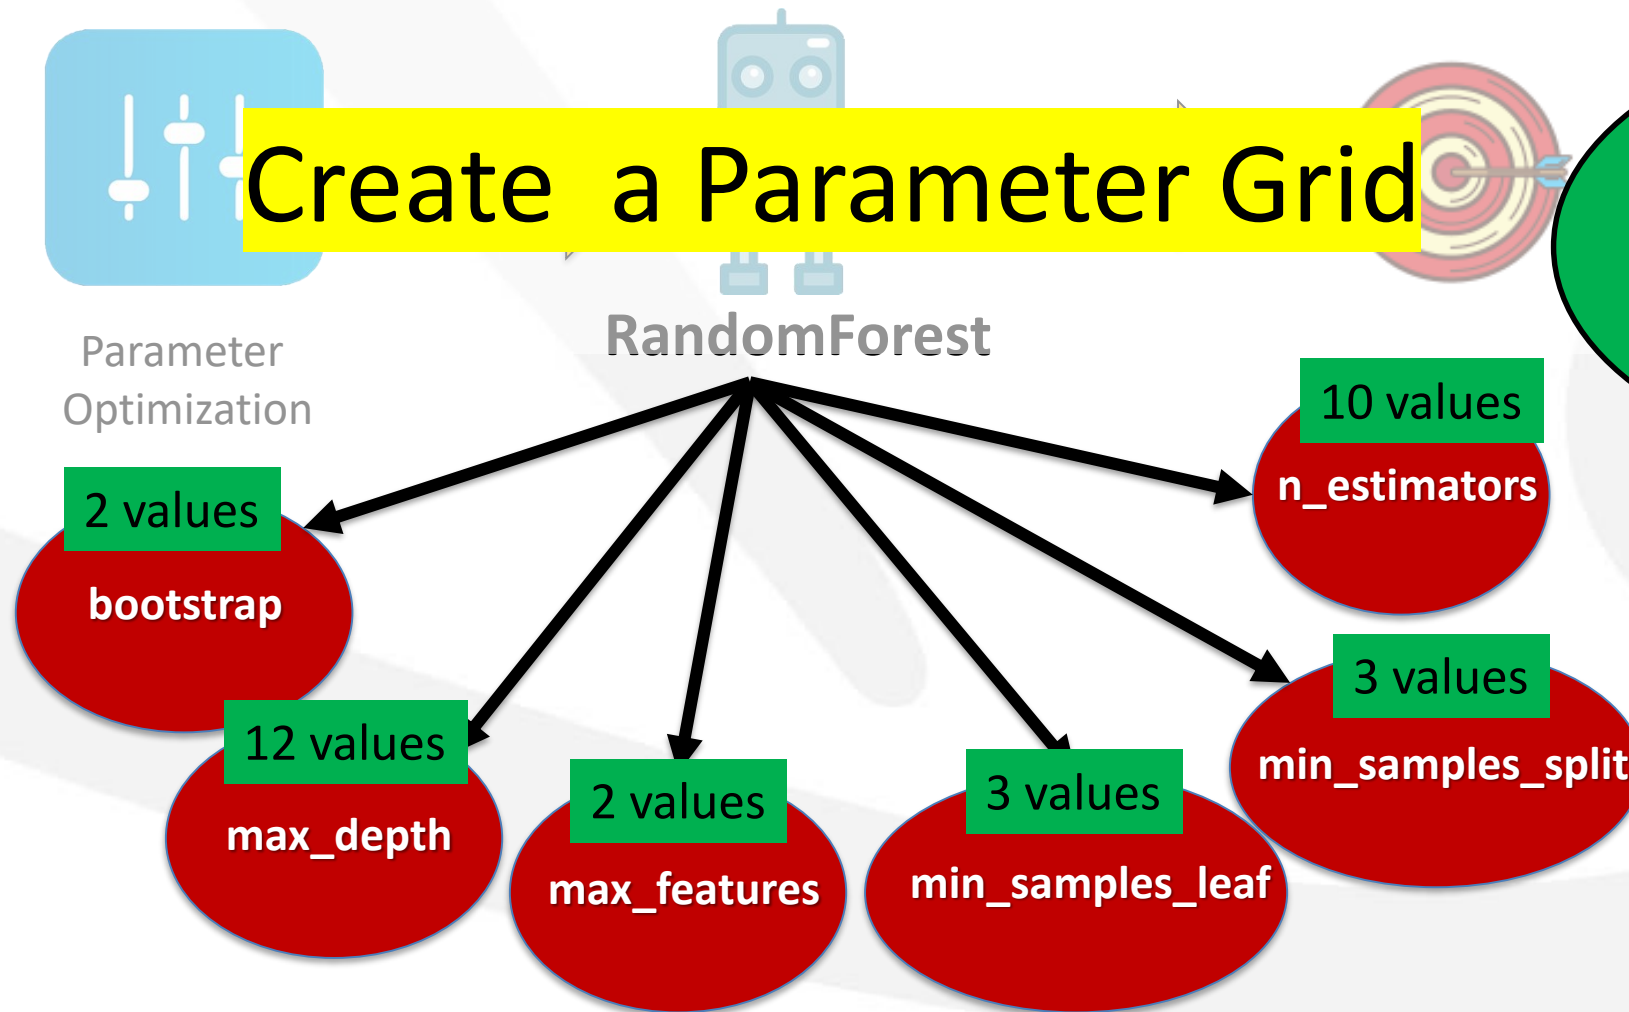 Create  a Parameter Grid
Parameter
Optimization
RandomForest
10 values
n_estimators
2 values
bootstrap
3 values
min_samples_split
12 values
max_depth
2 values
max_features
3 values
min_samples_leaf